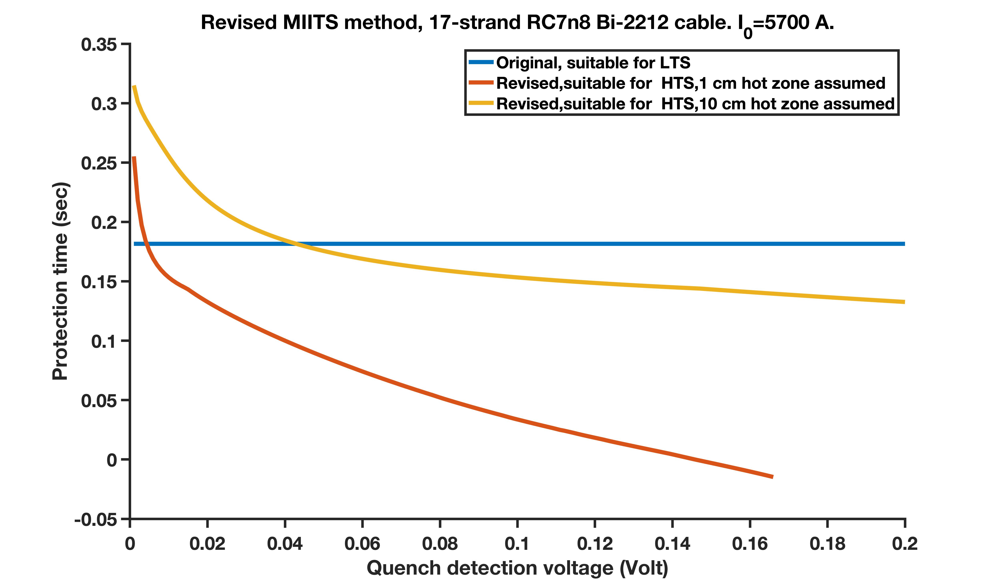 Revised MIITS method, 17-strand RC7n8 Bi-2212 cable. I0=5700 A.
Original, suitable for LTS
Revised,suitable for  HTS,1 cm hot zone assumed
Revised,suitable for  HTS,10 cm hot zone assumed
Protection time (sec)
0.35
0.3
0.25
0.2
0.15
0.1
0.05
0
-0.05
0 0.02 0.04 0.06 0.08 0.1 0.12 0.14 0.16 0.18 0.2
Quench detection voltage (Volt)